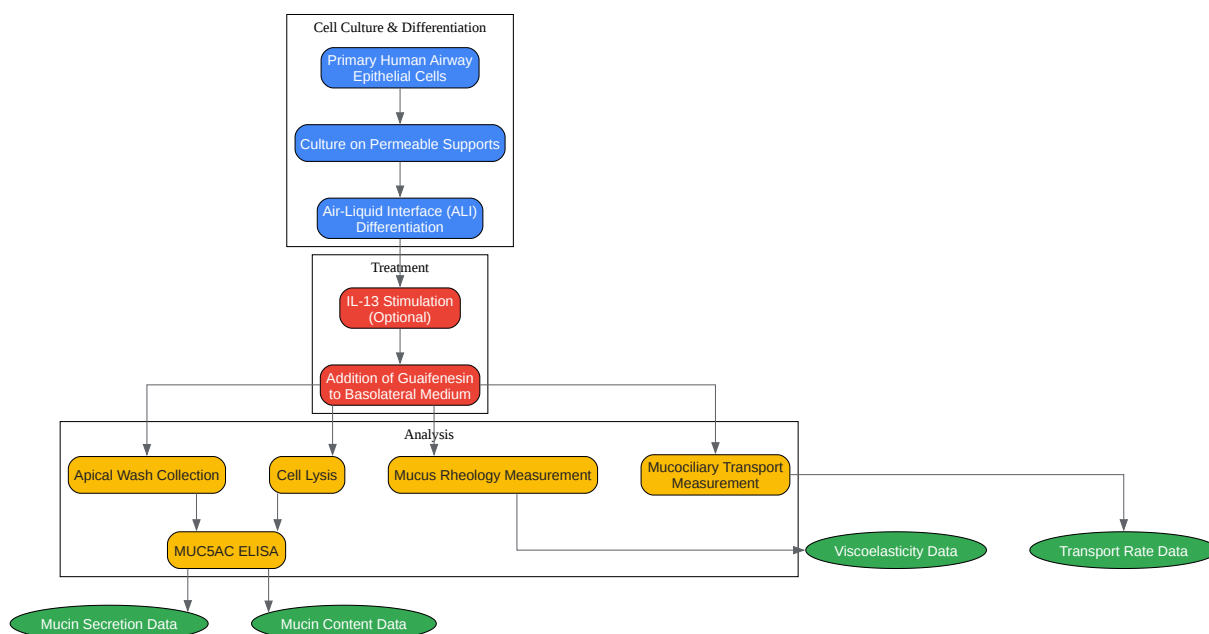 Cell Culture & Differentiation
Primary Human Airway
Epithelial Cells
Culture on Permeable Supports
Air-Liquid Interface (ALI)
Differentiation
Treatment
IL-13 Stimulation
(Optional)
Addition of Guaifenesin
to Basolateral Medium
Analysis
Apical Wash Collection
Cell Lysis
Mucus Rheology Measurement
Mucociliary Transport
Measurement
MUC5AC ELISA
Viscoelasticity Data
Transport Rate Data
Mucin Secretion Data
Mucin Content Data